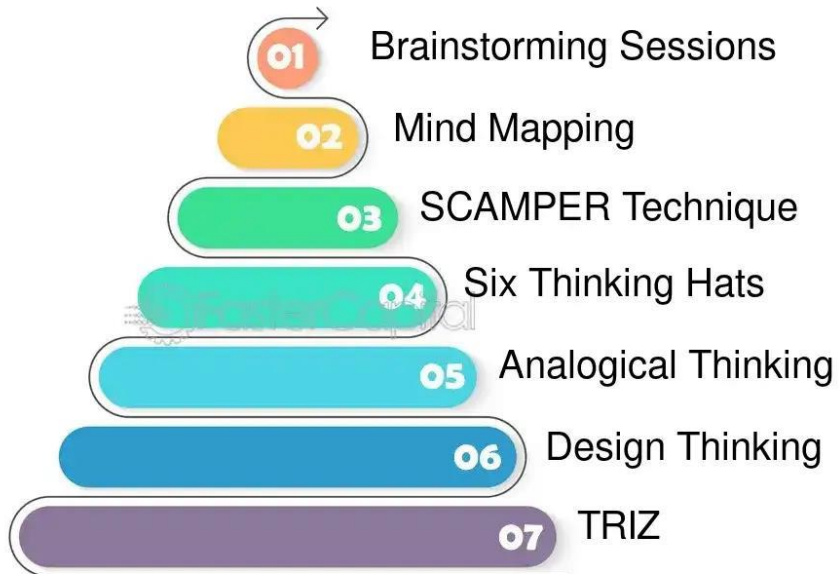 01 Brainstorming Sessions
02 Mind Mapping
03 SCAMPER Technique
04 Six Thinking Hats
FasterCapital
05 Analogical Thinking
06 Design Thinking
07 TRIZ